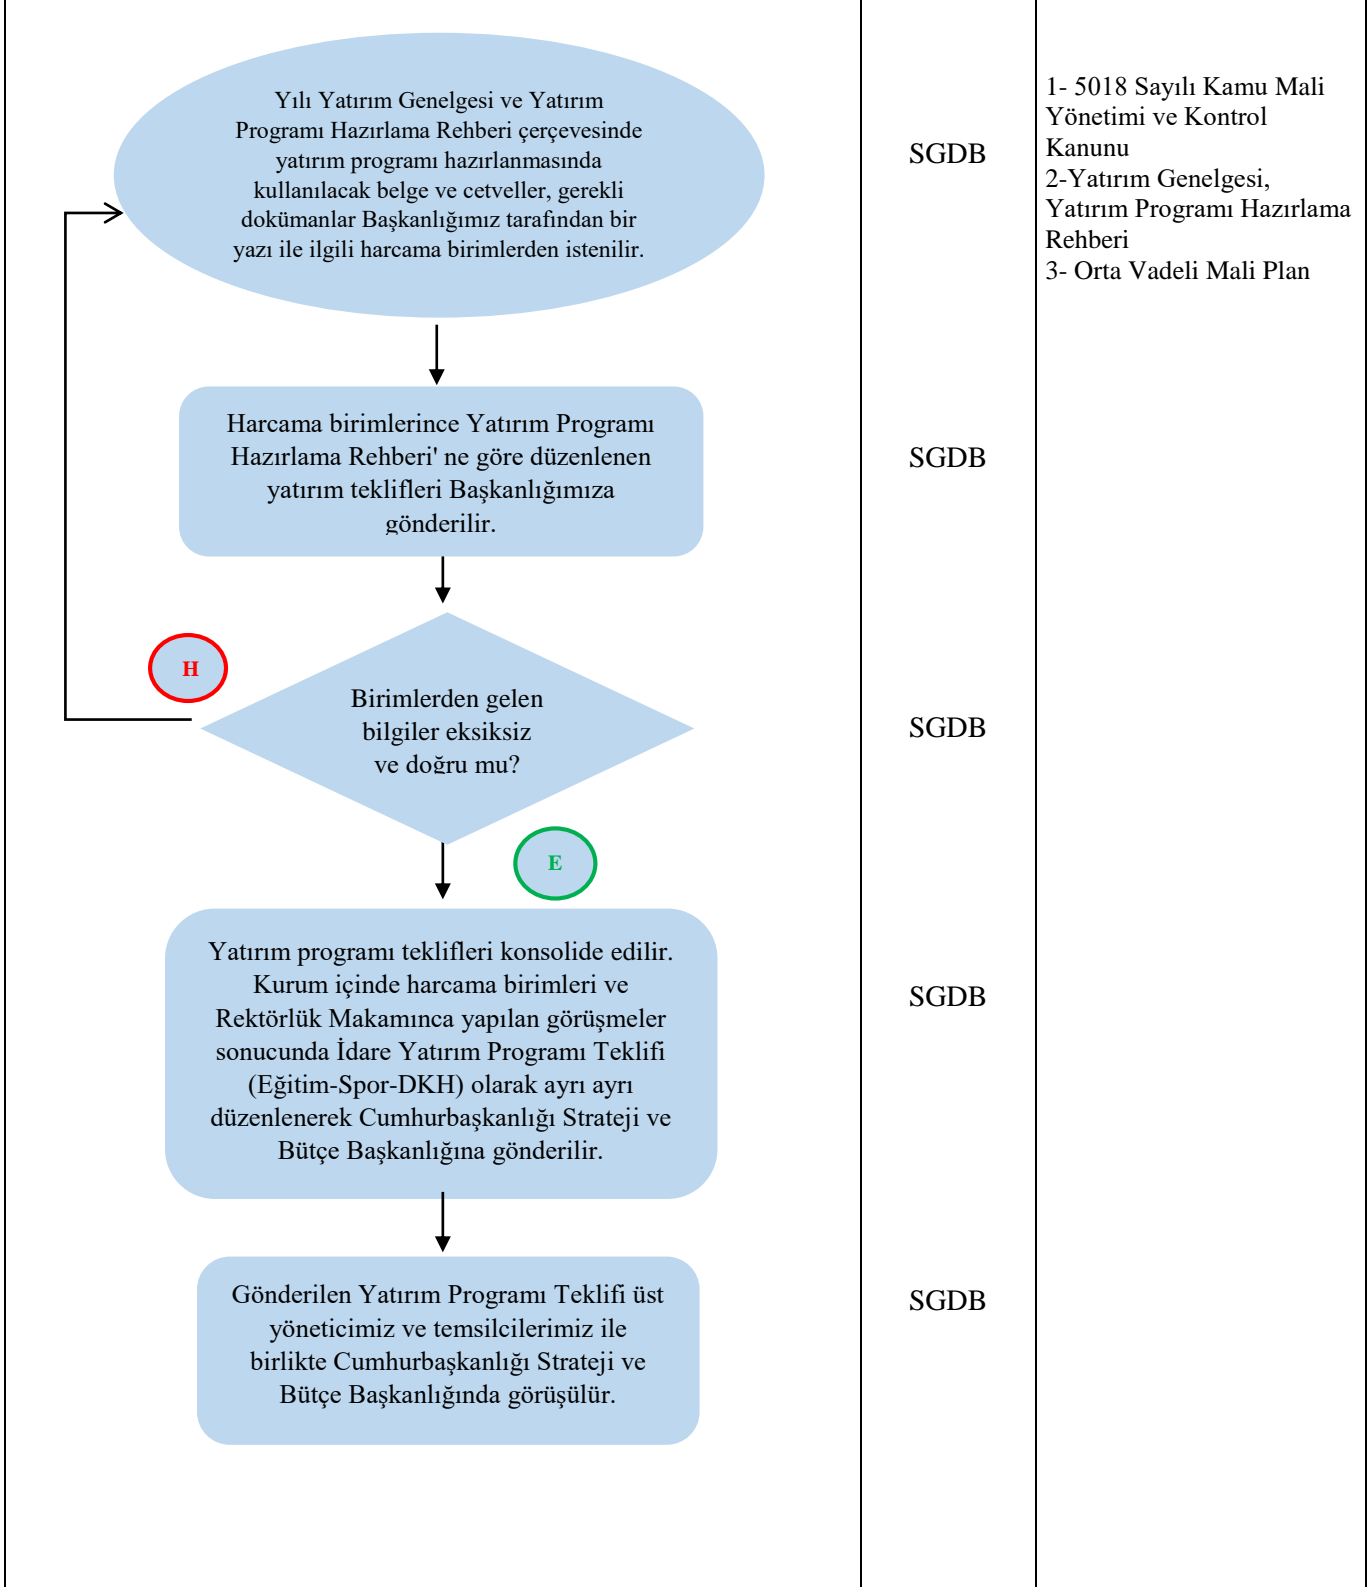 Yılı Yatırım Genelgesi ve Yatırım
Programı Hazırlama Rehberi çerçevesinde
yatırım programı hazırlanmasında
kullanılacak belge ve cetveller, gerekli
dokümanlar Başkanlığımız tarafından bir
yazı ile ilgili harcama birimlerden istenilir.
SGDB
1- 5018 Sayılı Kamu Mali
Yönetimi ve Kontrol
Kanunu
2-Yatırım Genelgesi,
Yatırım Programı Hazırlama
Rehberi
3- Orta Vadeli Mali Plan
Harcama birimlerince Yatırım Programı
Hazırlama Rehberi' ne göre düzenlenen
yatırım teklifleri Başkanlığımıza
gönderilir.
SGDB
H
Birimlerden gelen
bilgiler eksiksiz
ve doğru mu?
SGDB
E
Yatırım programı teklifleri konsolide edilir.
Kurum içinde harcama birimleri ve
Rektörlük Makamınca yapılan görüşmeler
sonucunda İdare Yatırım Programı Teklifi
(Eğitim-Spor-DKH) olarak ayrı ayrı
düzenlenerek Cumhurbaşkanlığı Strateji ve
Bütçe Başkanlığına gönderilir.
SGDB
Gönderilen Yatırım Programı Teklifi üst
yöneticimiz ve temsilcilerimiz ile
birlikte Cumhurbaşkanlığı Strateji ve
Bütçe Başkanlığında görüşülür.
SGDB